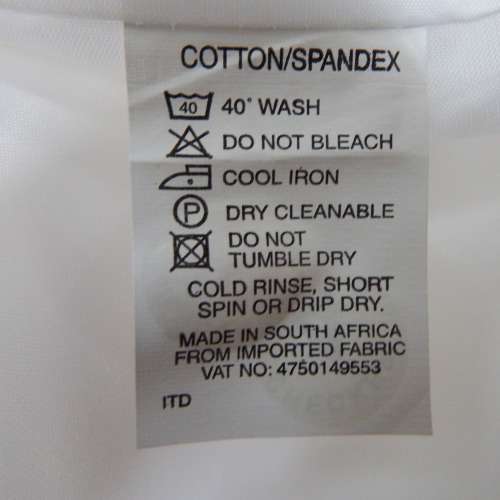 COTTON/SPANDEX
40 40° WASH
DO NOT BLEACH
COOL IRON
P DRY CLEANABLE
DO NOT
TUMBLE DRY
COLD RINSE, SHORT
SPIN OR DRIP DRY.
MADE IN SOUTH AFRICA
FROM IMPORTED FABRIC
VAT NO: 4750149553
ITD